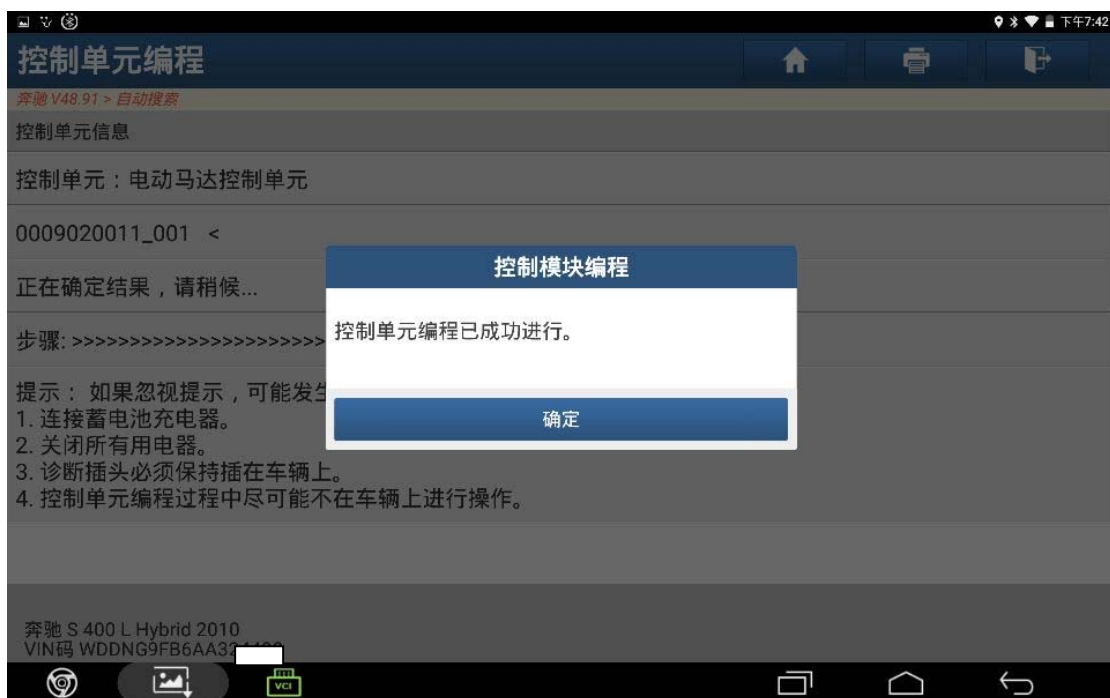 下午7:42
控制单元编程
奔驰 V48.91 > 自动搜索
控制单元信息
控制单元：电动马达控制单元
0009020011_001 <
正在确定结果，请稍候...
步骤: >>>>>>>>>>>>>>>>>>>>>>
控制模块编程
控制单元编程已成功进行。
确定
提示： 如果忽视提示，可能发生
1. 连接蓄电池充电器。
2. 关闭所有用电器。
3. 诊断插头必须保持插在车辆上。
4. 控制单元编程过程中尽可能不在车辆上进行操作。
奔驰 S 400 L Hybrid 2010
VIN码 WDDNG9FB6AA32
VCI